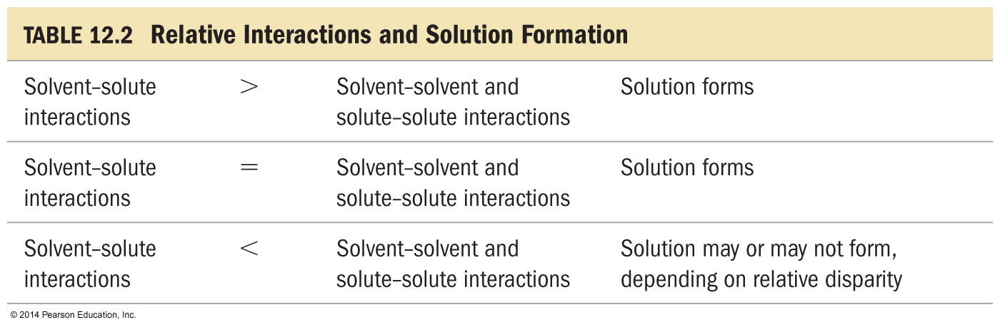 TABLE 12.2 Relative Interactions and Solution Formation
Solvent–solute > Solvent–solvent and Solution forms
interactions solute–solute interactions
Solvent–solute = Solvent–solvent and Solution forms
interactions solute–solute interactions
Solvent–solute < Solvent–solvent and Solution may or may not form,
interactions solute–solute interactions depending on relative disparity
© 2014 Pearson Education, Inc.